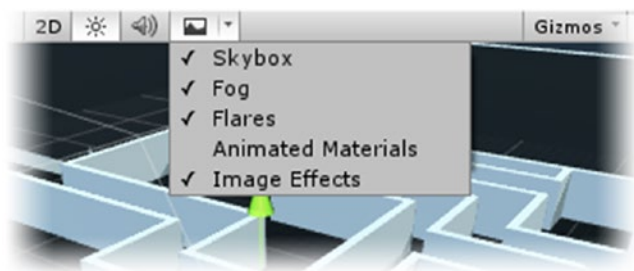 2D Gizmos
Skybox
Fog
Flares
Animated Materials
Image Effects